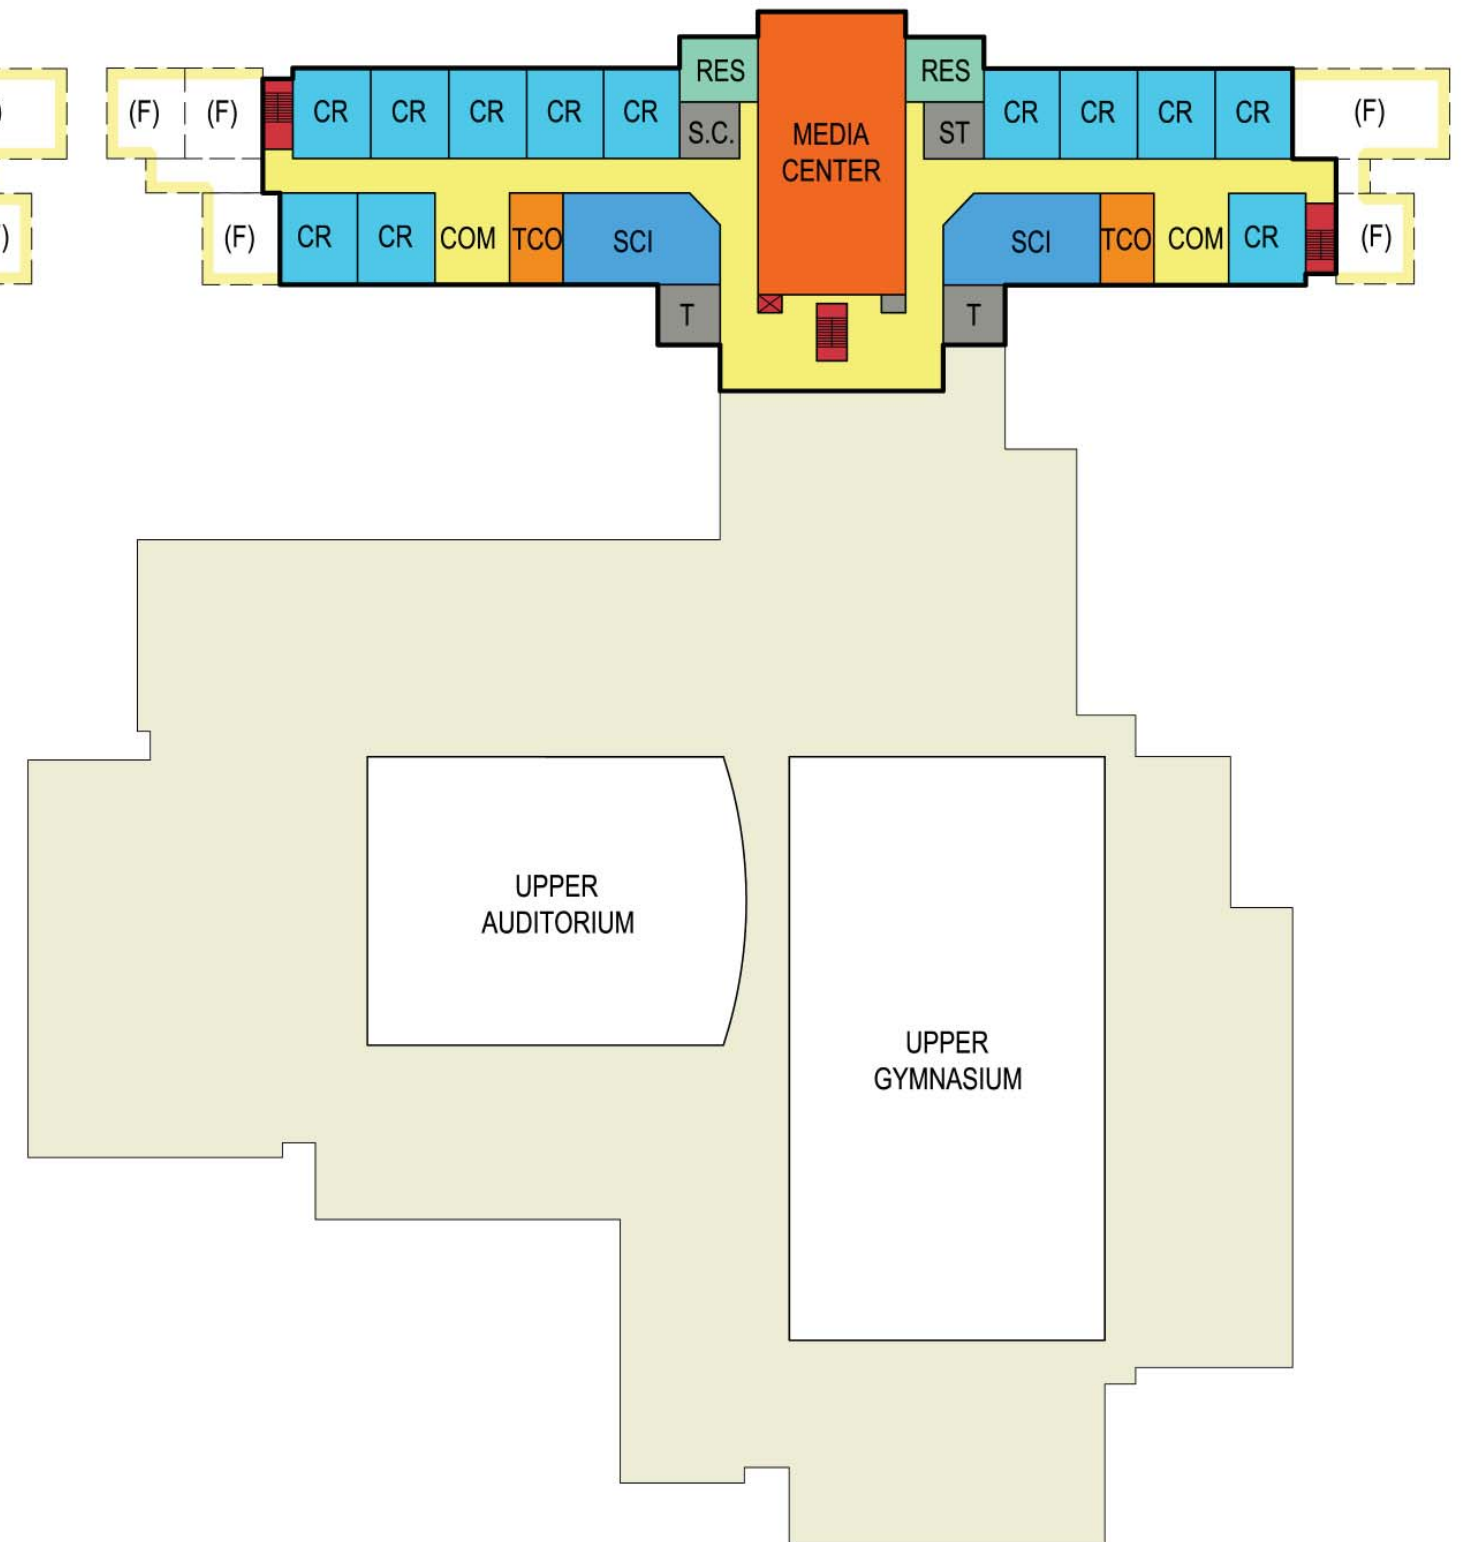 RES
RES
(F)
(F)
CR
CR
CR
CR
CR
S.C.
MEDIA
CENTER
ST
CR
CR
CR
CR
(F)
(F)
CR
CR
COM
TCO
SCI
SCI
TCO
COM
CR
(F)
T
T
UPPER
AUDITORIUM
UPPER
GYMNASIUM